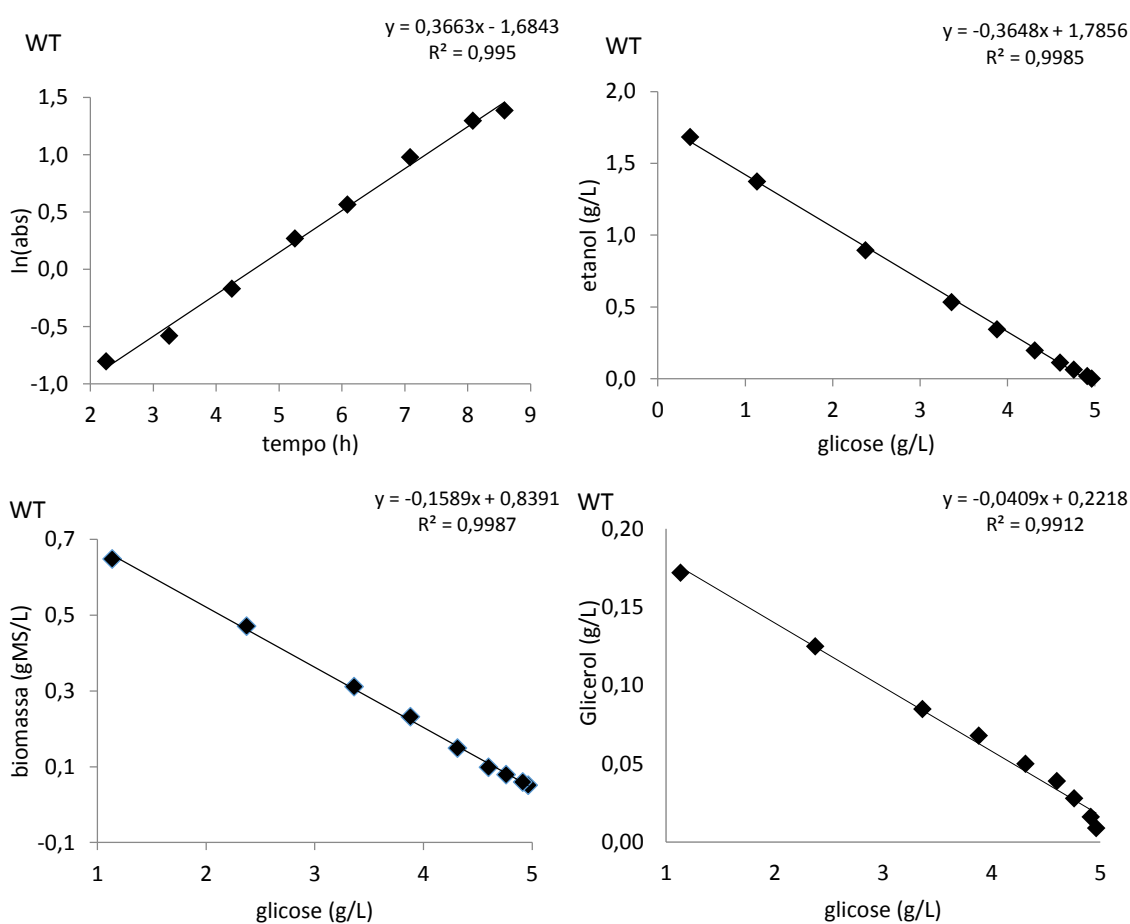 WT
y = 0,3663x - 1,6843
R² = 0,995
1,5
1,0
0,5
0,0
-0,5
-1,0
ln(abs)
2 3 4 5 6 7 8 9
tempo (h)
WT
y = -0,3648x + 1,7856
R² = 0,9985
2,0
1,5
1,0
0,5
0,0
etanol (g/L)
0 1 2 3 4 5
glicose (g/L)
WT
y = -0,1589x + 0,8391
R² = 0,9987
0,7
0,5
0,3
0,1
-0,1
biomassa (gMS/L)
1 2 3 4 5
glicose (g/L)
WT
y = -0,0409x + 0,2218
R² = 0,9912
0,20
0,15
0,10
0,05
0,00
Glicerol (g/L)
1 2 3 4 5
glicose (g/L)